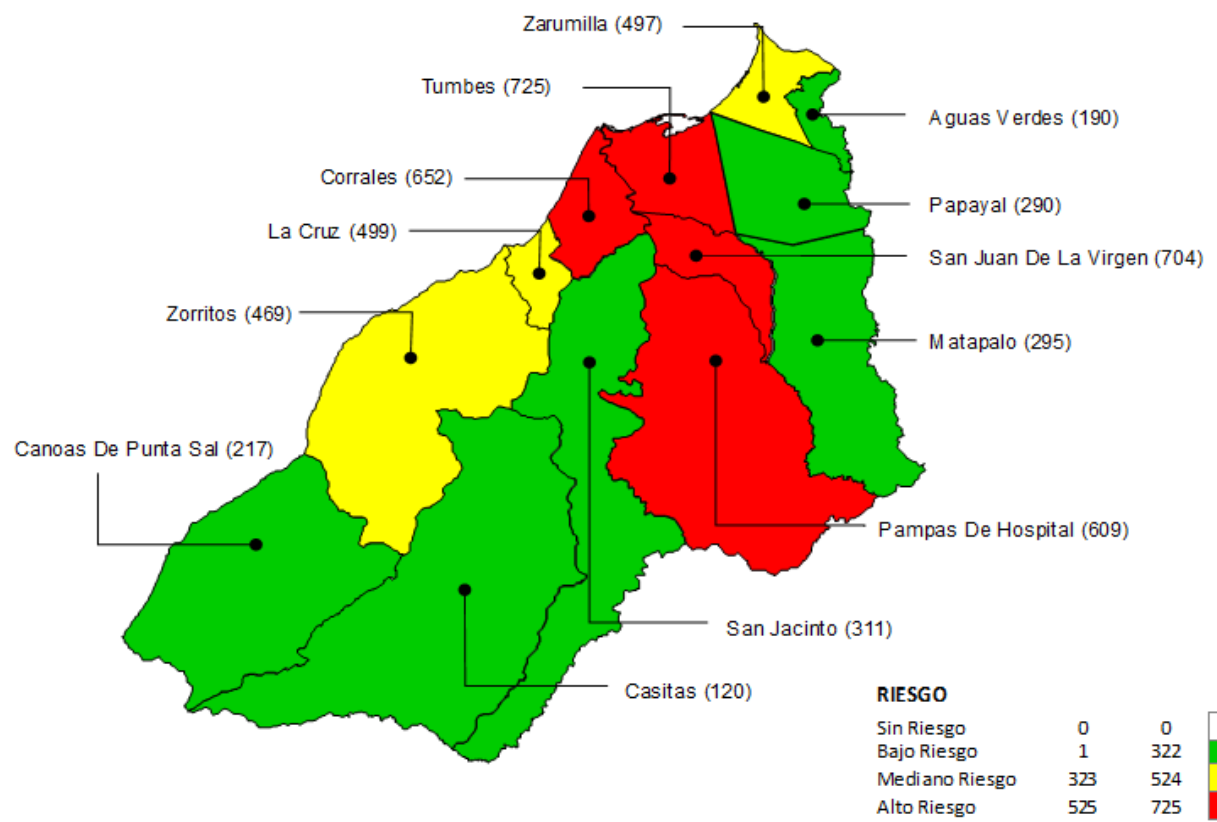 Zarumilla (497)
Tumbes (725)
Aguas Verdes (190)
Corrales (652)
Papayal (290)
La Cruz (499)
San Juan De La Virgen (704)
Zorritos (469)
Matapalo (295)
Canoas De Punta Sal (217)
Pampas De Hospital (609)
San Jacinto (311)
Casitas (120)
RIESGO
Sin Riesgo 0 0
Bajo Riesgo 1 322
Mediano Riesgo 323 524
Alto Riesgo 525 725